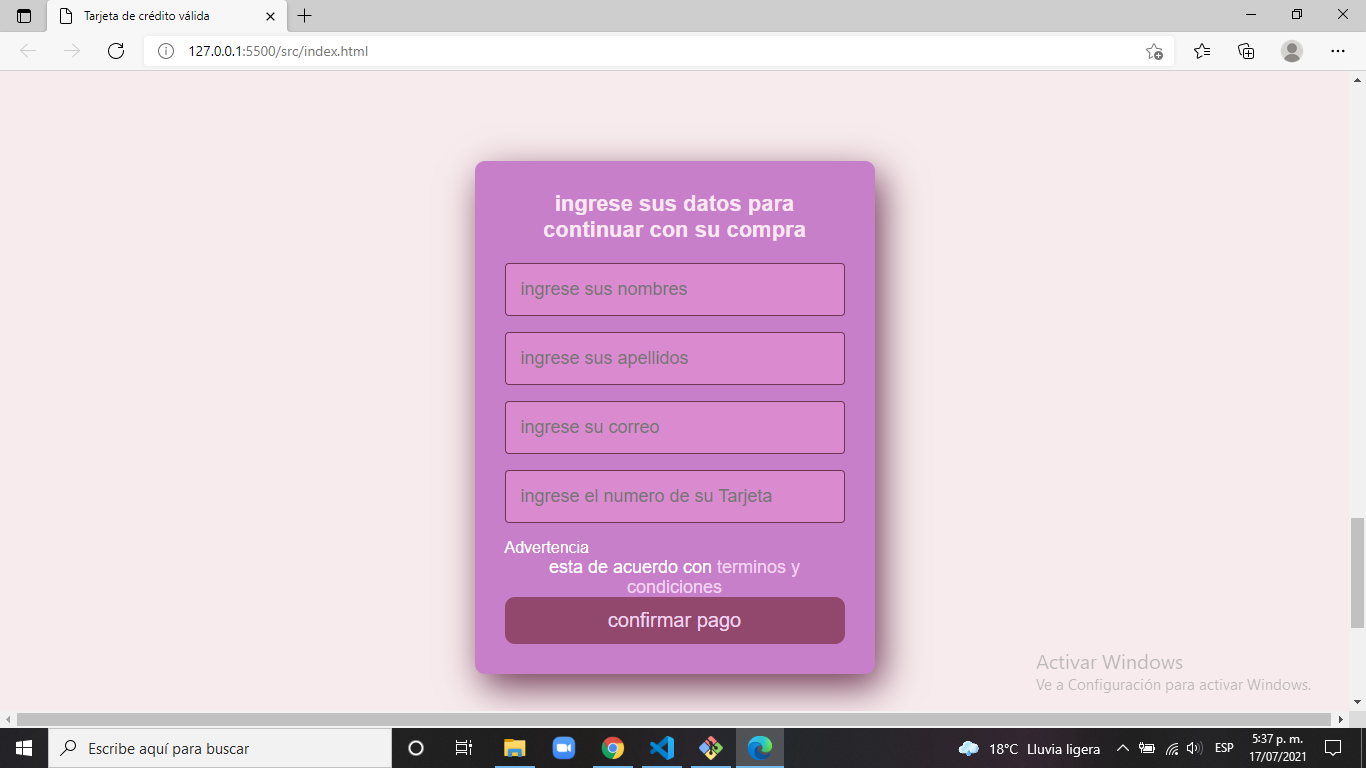 Tarjeta de crédito válida
127.0.0.1:5500/src/index.html
ingrese sus datos para
continuar con su compra
ingrese sus nombres
ingrese sus apellidos
ingrese su correo
ingrese el numero de su Tarjeta
Advertencia
esta de acuerdo con terminos y
condiciones
confirmar pago
Activar Windows
Ve a Configuración para activar Windows.
Escribe aquí para buscar
18°C Lluvia ligera
ESP
5:37 p. m.
17/07/2021